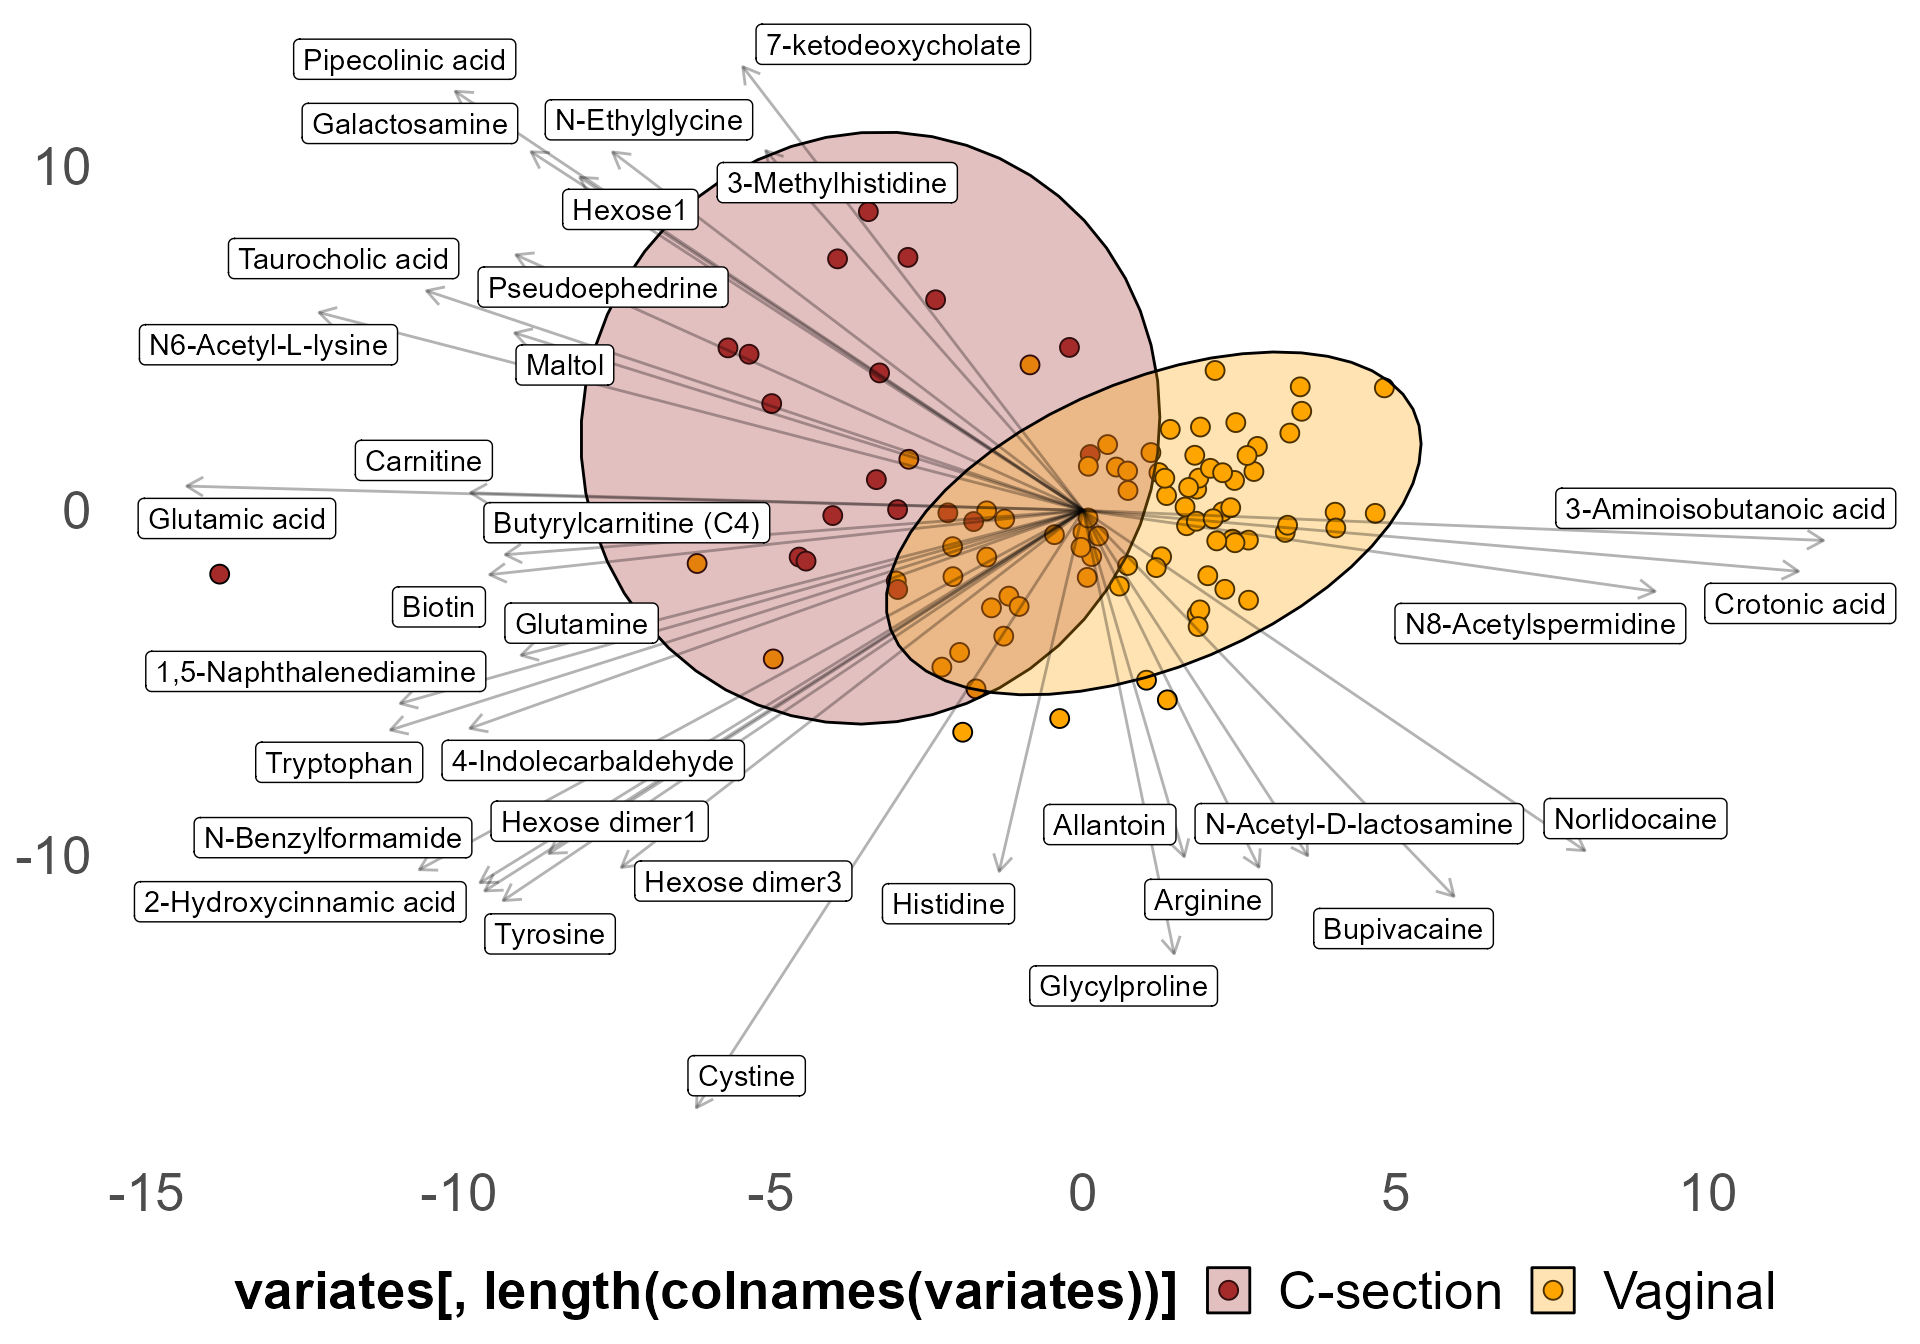 7-ketodeoxycholate
Pipecolinic acid
Galactosamine
N-Ethylglycine
10
3-Methylhistidine
Hexose1
Taurocholic acid
Pseudoephedrine
N6-Acetyl-L-lysine
Maltol
Carnitine
0
Glutamic acid
Butyrylcarnitine (C4)
3-Aminoisobutanoic acid
Biotin
Glutamine
Crotonic acid
N8-Acetylspermidine
1,5-Naphthalenediamine
Tryptophan
4-Indolecarbaldehyde
N-Benzylformamide
Hexose dimer1
Allantoin
N-Acetyl-D-lactosamine
Norlidocaine
-10
Hexose dimer3
2-Hydroxycinnamic acid
Histidine
Arginine
Tyrosine
Bupivacaine
Glycylproline
Cystine
-15
-10
-5
0
5
10
variates[, length(colnames(variates))]
C-section
Vaginal